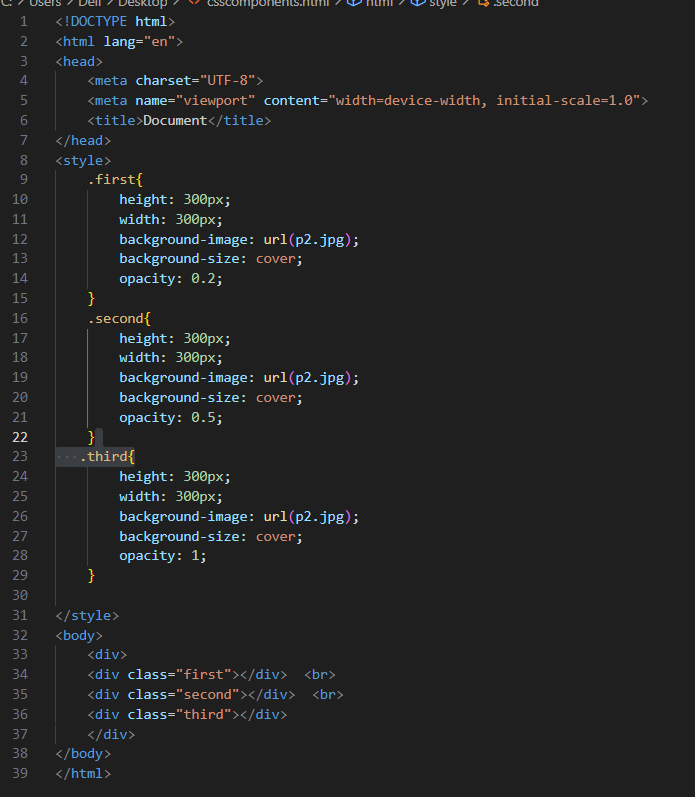 C: > Users > Dell > Desktop > <> csscomponents.html > html > style > .second
1 <!DOCTYPE html>
2 <html lang="en">
3 <head>
4 <meta charset="UTF-8">
5 <meta name="viewport" content="width=device-width, initial-scale=1.0">
6 <title>Document</title>
7 </head>
8 <style>
9 .first{
10 height: 300px;
11 width: 300px;
12 background-image: url(p2.jpg);
13 background-size: cover;
14 opacity: 0.2;
15 }
16 .second{
17 height: 300px;
18 width: 300px;
19 background-image: url(p2.jpg);
20 background-size: cover;
21 opacity: 0.5;
22 }
23 .third{
24 height: 300px;
25 width: 300px;
26 background-image: url(p2.jpg);
27 background-size: cover;
28 opacity: 1;
29 }
30
31 </style>
32 <body>
33 <div>
34 <div class="first"></div> <br>
35 <div class="second"></div> <br>
36 <div class="third"></div>
37 </div>
38 </body>
39 </html>